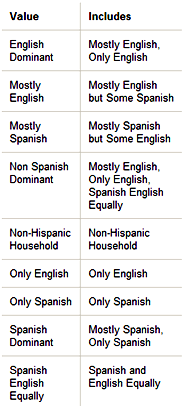 Value Includes
English Mostly English,
Dominant Only English
Mostly Mostly English
English but Some Spanish
Mostly Mostly Spanish
Spanish but Some English
Non Spanish Mostly English,
Dominant Only English,
Spanish English
Equally
Non-Hispanic Non-Hispanic
Household Household
Only English Only English
Only Spanish Only Spanish
Spanish Mostly Spanish,
Dominant Only Spanish
Spanish Spanish and
English English Equally
Equally